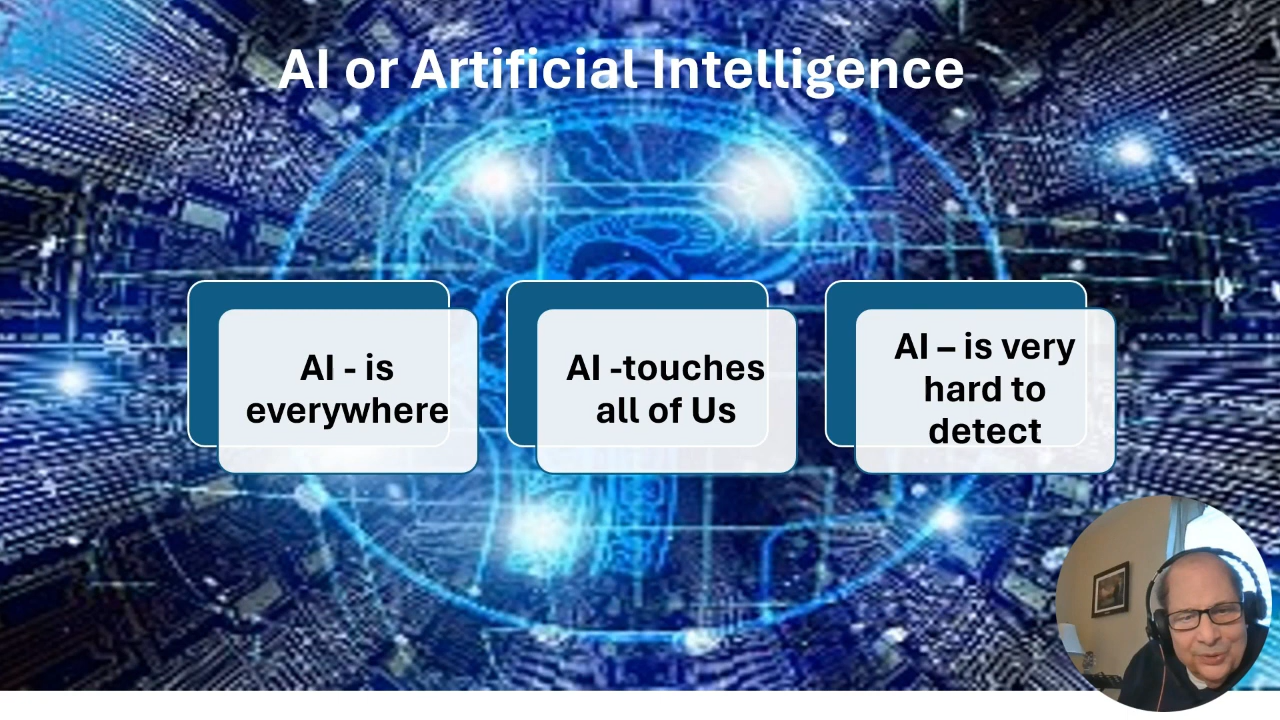 AI or Artificial Intelligence
AI - is
everywhere
AI -touches
all of Us
AI – is very
hard to
detect